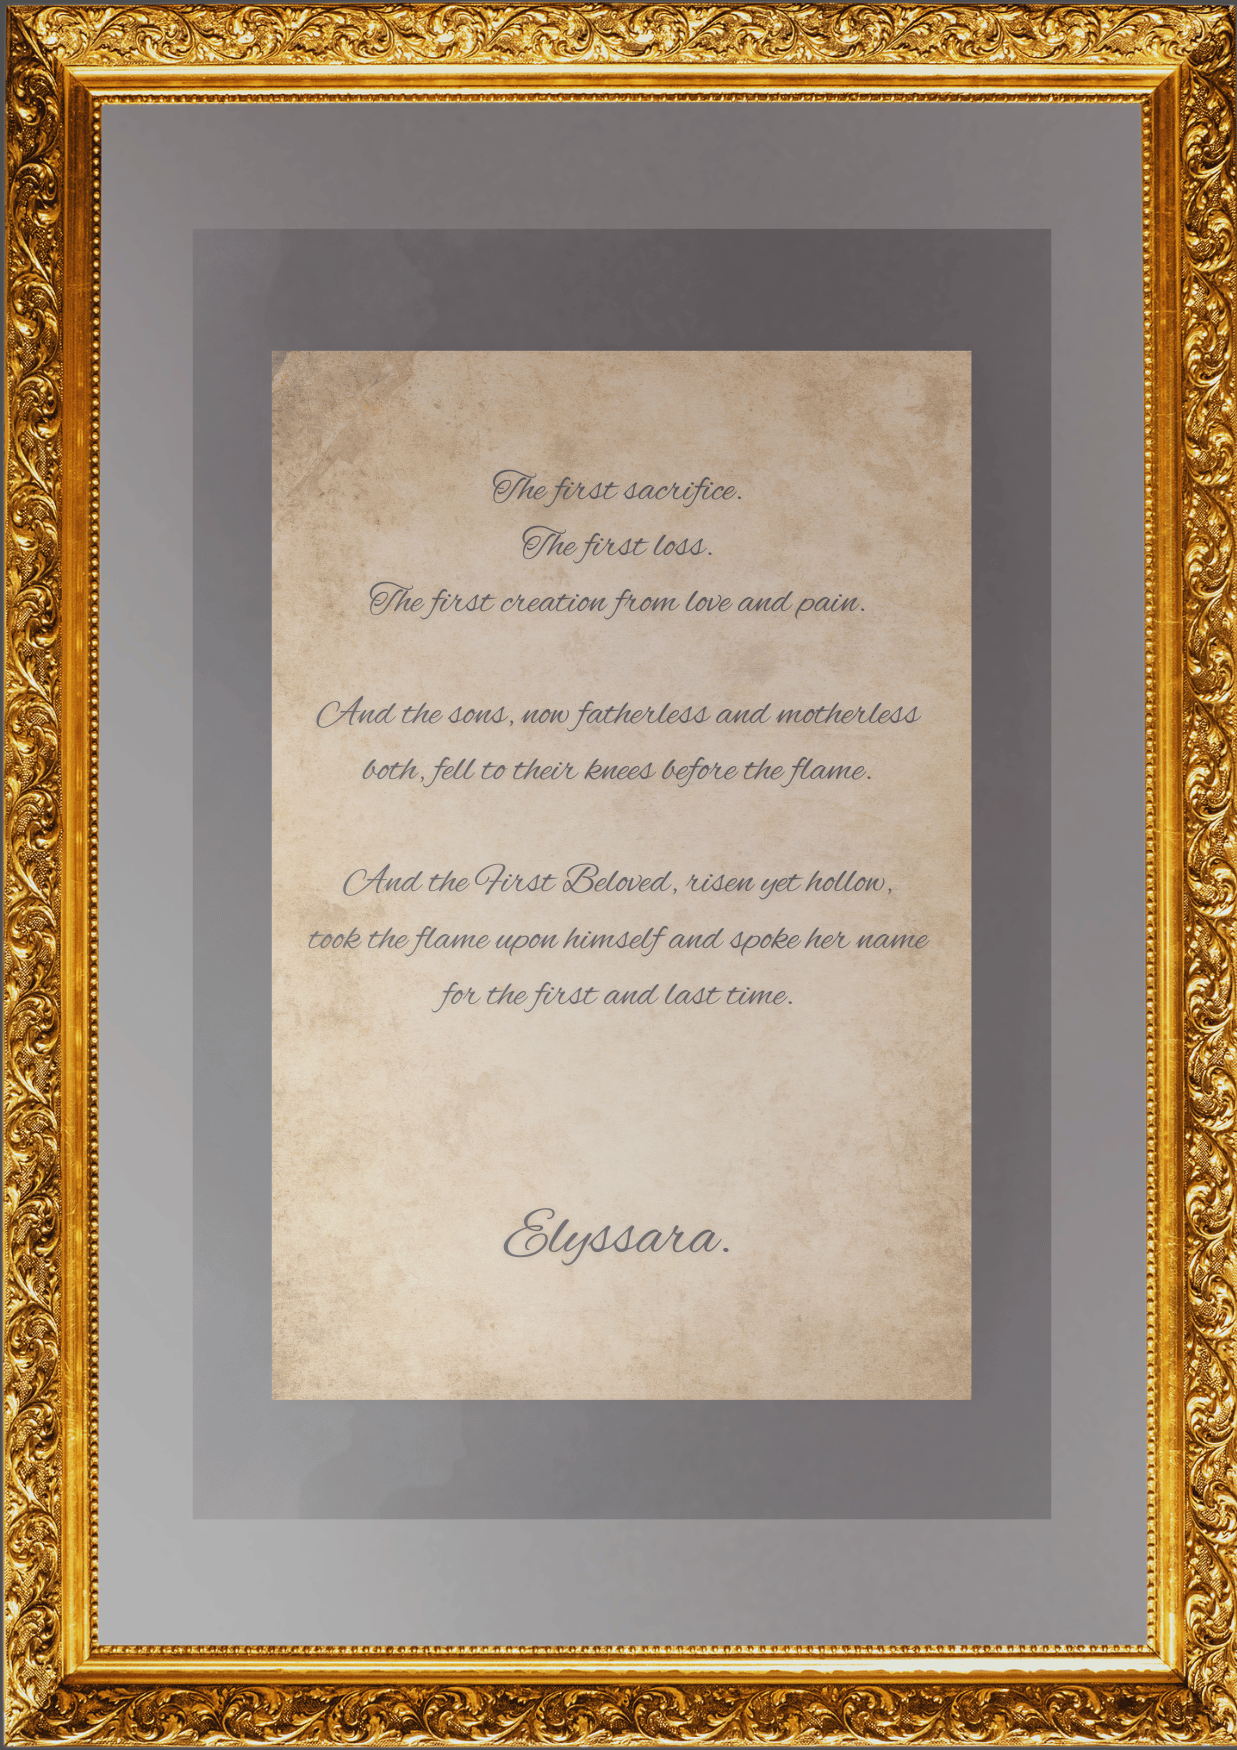 The first sacrifice.
The first loss.
The first creation from love and pain.
And the sons, now fatherless and motherless
both, fell to their knees before the flame.
And the First Beloved, risen yet hollow,
took the flame upon himself and spoke her name
for the first and last time.
Elyssara.